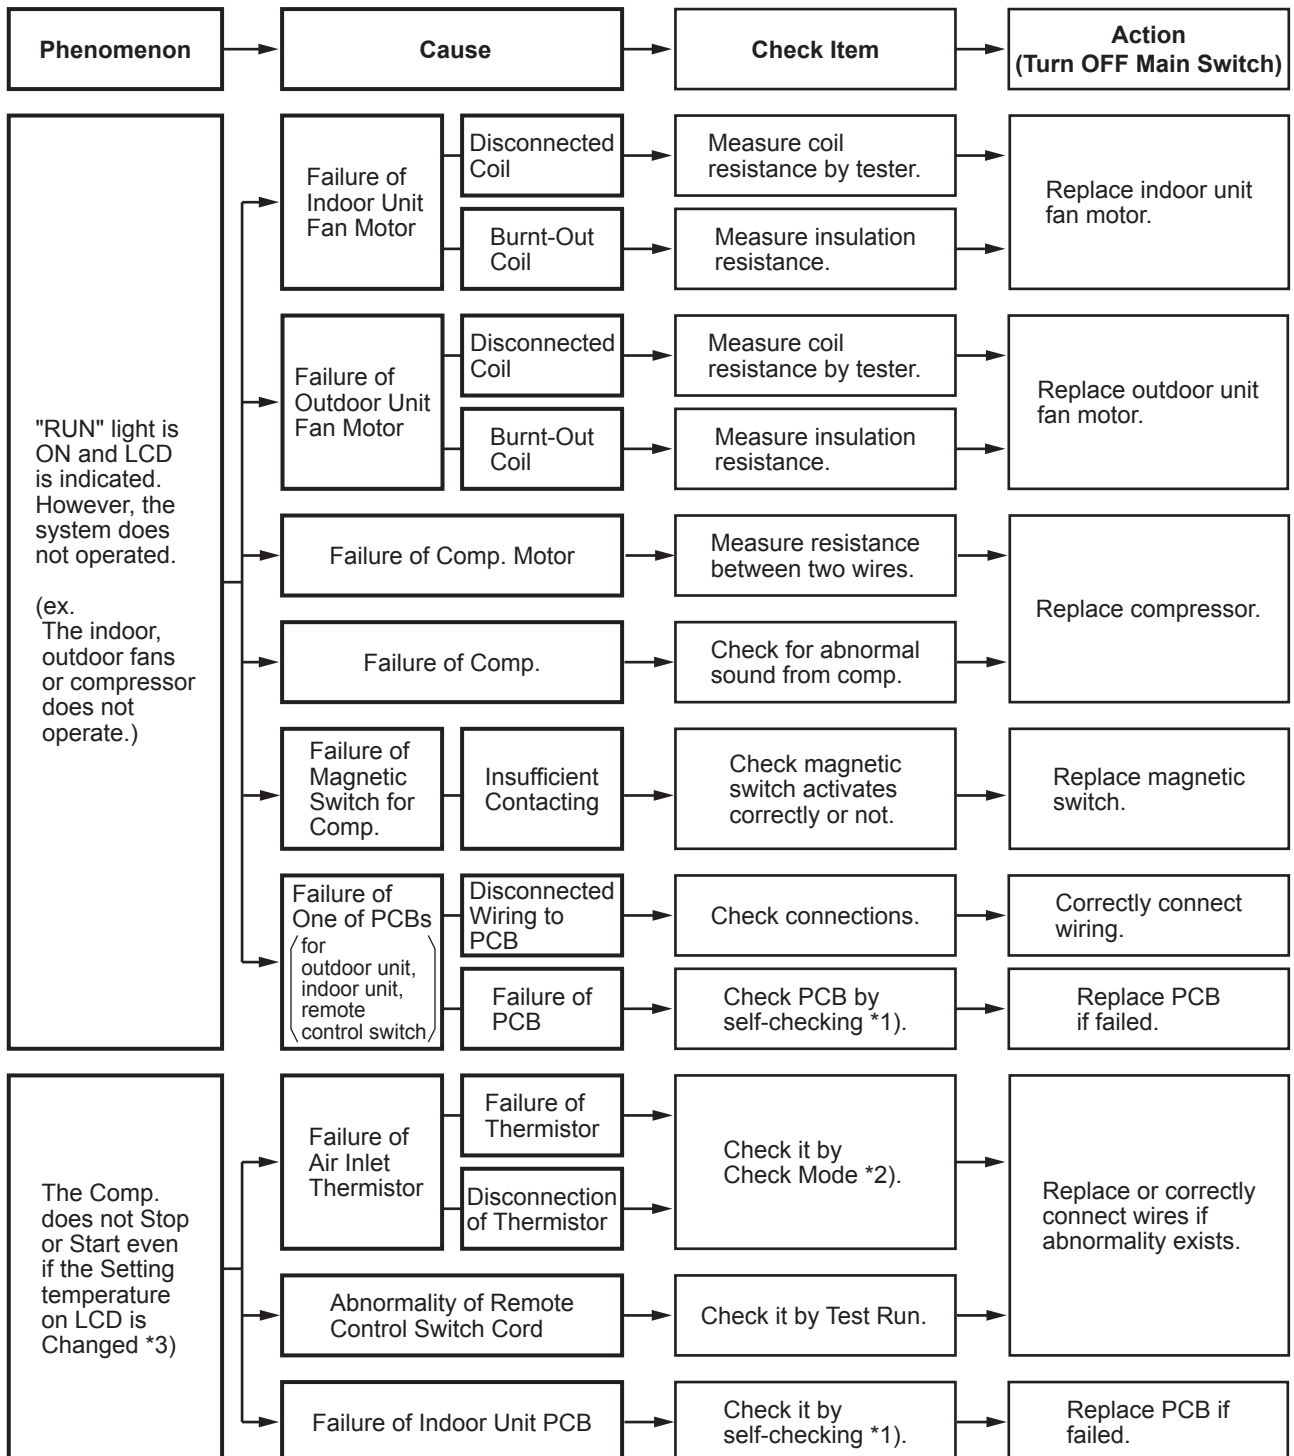 Phenomenon
Cause
Check Item
Action
(Turn OFF Main Switch)
"RUN" light is
ON and LCD
is indicated.
However, the
system does
not operated.
(ex.
The indoor,
outdoor fans
or compressor
does not
operate.)
Failure of
Indoor Unit
Fan Motor
Disconnected
Coil
Measure coil
resistance by tester.
Burnt-Out
Coil
Measure insulation
resistance.
Replace indoor unit
fan motor.
Failure of
Outdoor Unit
Fan Motor
Disconnected
Coil
Measure coil
resistance by tester.
Burnt-Out
Coil
Measure insulation
resistance.
Replace outdoor unit
fan motor.
Failure of Comp. Motor
Measure resistance
between two wires.
Failure of Comp.
Check for abnormal
sound from comp.
Replace compressor.
Failure of
Magnetic
Switch for
Comp.
Insufficient
Contacting
Check magnetic
switch activates
correctly or not.
Replace magnetic
switch.
Failure of
One of PCBs
(for
outdoor unit,
indoor unit,
remote
control switch)
Disconnected
Wiring to
PCB
Check connections.
Correctly connect
wiring.
Failure of
PCB
Check PCB by
self-checking *1).
Replace PCB
if failed.
The Comp.
does not Stop
or Start even
if the Setting
temperature
on LCD is
Changed *3)
Failure of
Air Inlet
Thermistor
Failure of
Thermistor
Disconnection
of Thermistor
Check it by
Check Mode *2).
Abnormality of Remote
Control Switch Cord
Check it by Test Run.
Replace or correctly
connect wires if
abnormality exists.
Failure of Indoor Unit PCB
Check it by
self-checking *1).
Replace PCB if
failed.